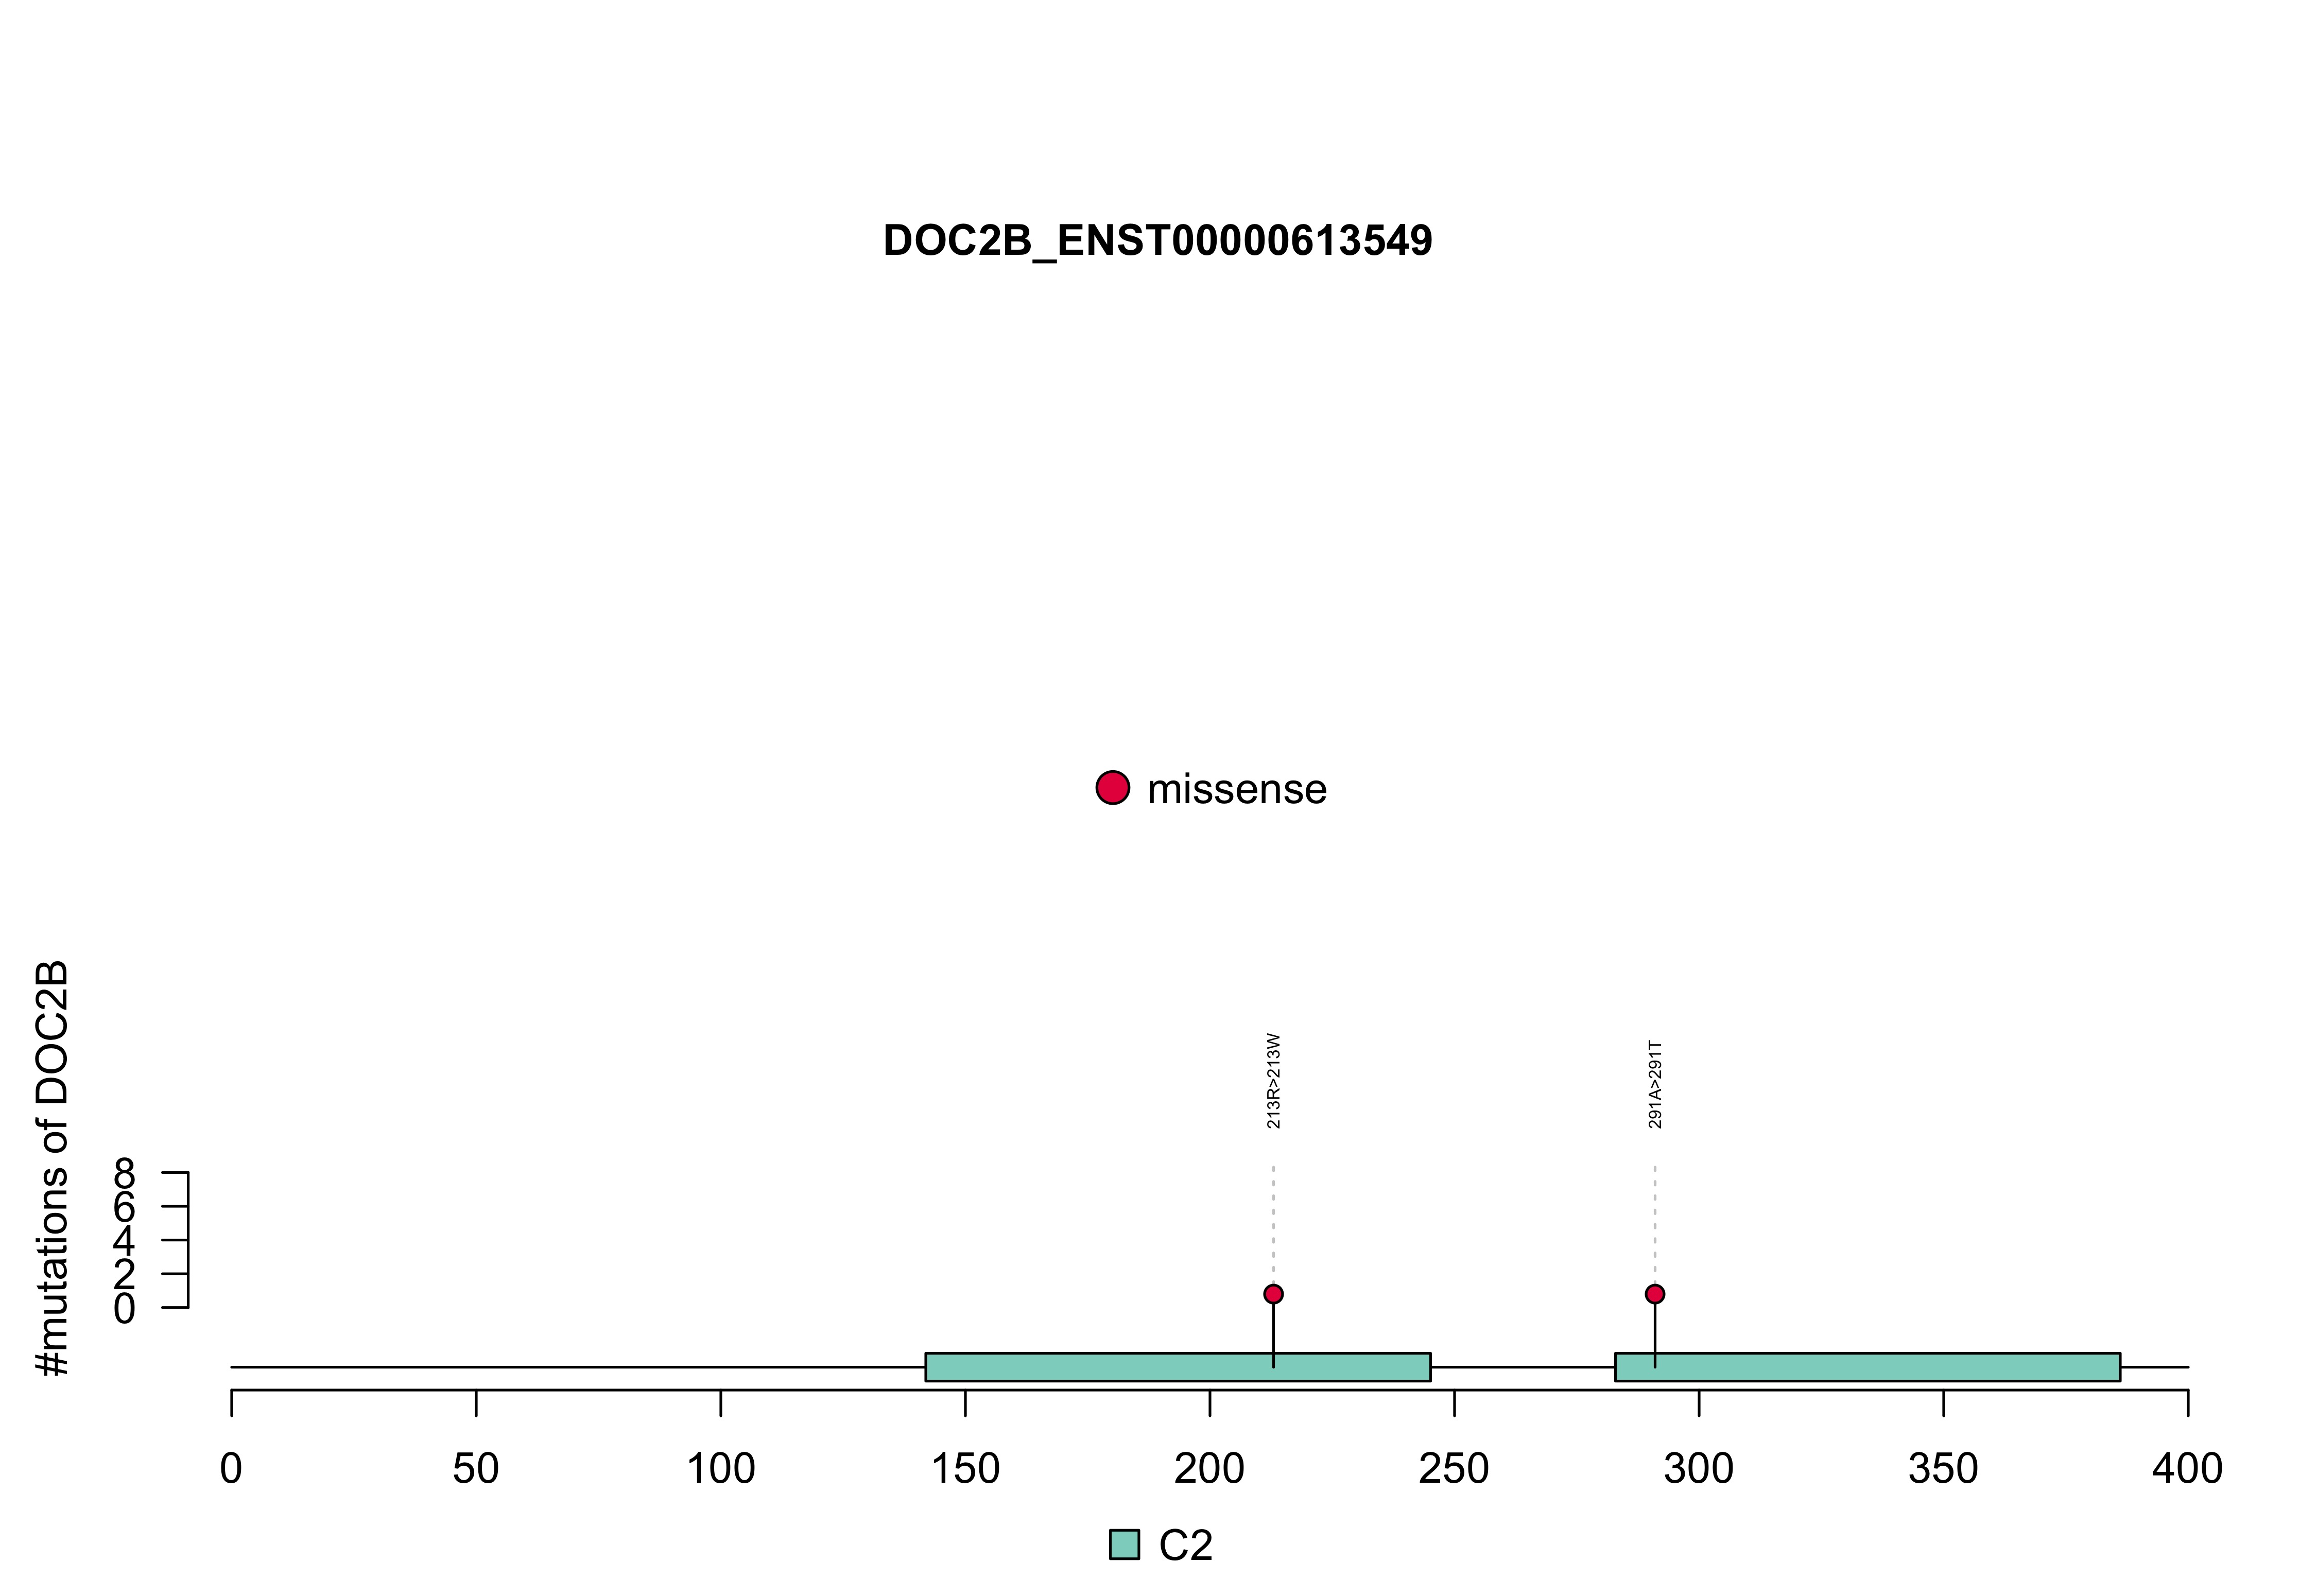 DOC2B_ENST00000613549
missense
#mutations of DOC2B
213R>213W
291A>291T
8
6
4
2
0
0 50 100 150 200 250 300 350 400
C2